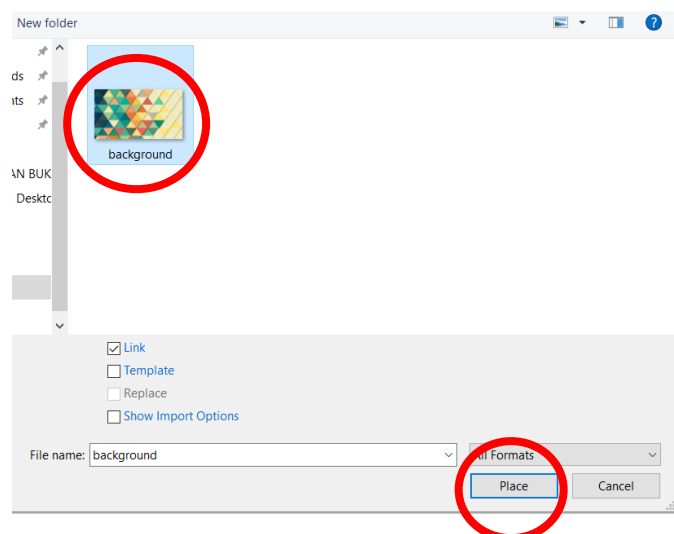 New folder
?
ds
nts
background
AN BUK
Desktc
Link
Template
Replace
Show Import Options
File name: background
All Formats
Place Cancel